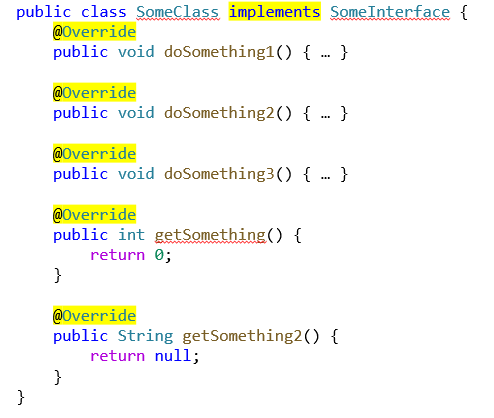 public class SomeClass implements SomeInterface {
@Override
public void doSomething1() { … }
@Override
public void doSomething2() { … }
@Override
public void doSomething3() { … }
@Override
public int getSomething() {
return 0;
}
@Override
public String getSomething2() {
return null;
}
}